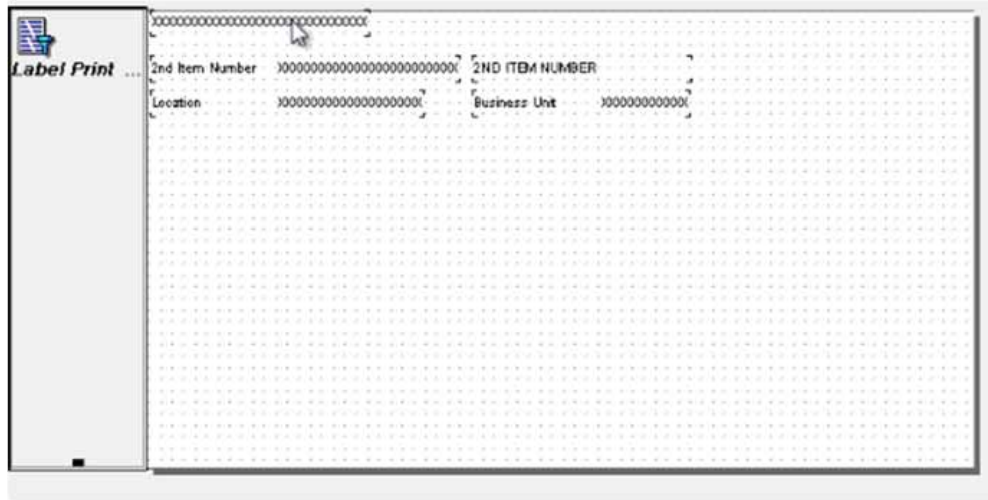 XXXXXXXXXXXXXXXXXXXXXXXXXXXXXX
Label Print ...
2nd Item Number XXXXXXXXXXXXXXXXXXXXXXXXX 2ND ITEM NUMBER
Location XXXXXXXXXXXXXXXXXXXX Business Unit XXXXXXXXXXXX